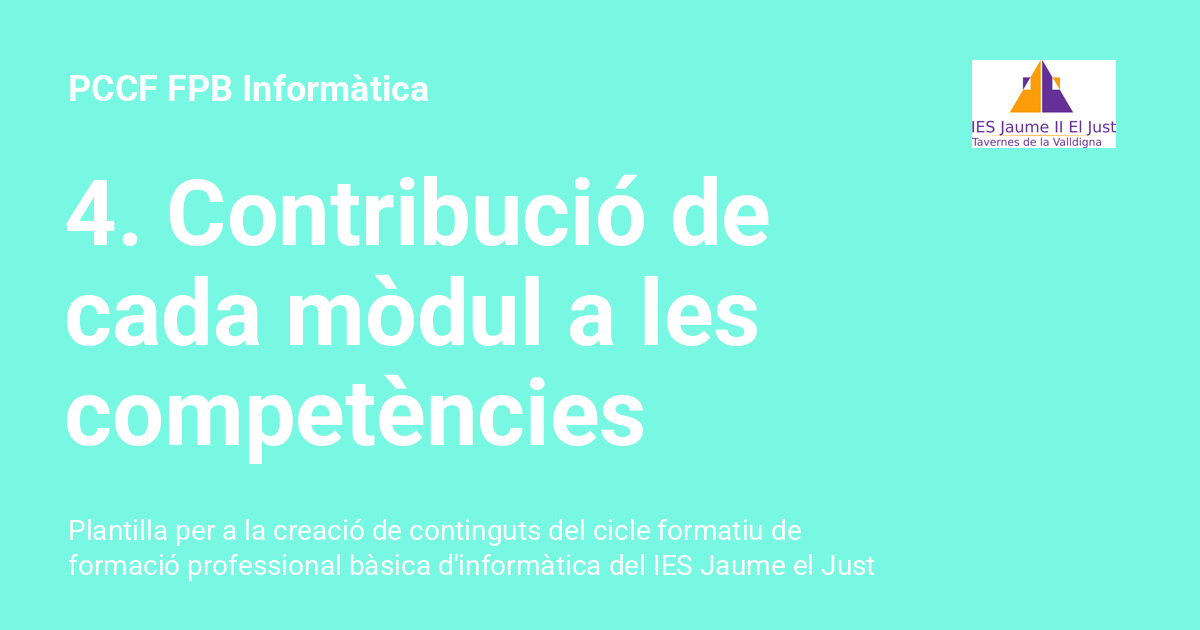 PCCF FPB Informàtica
IES Jaume II El Just
Tavernes de la Valldigna
4. Contribució de
cada mòdul a les
competències
Plantilla per a la creació de continguts del cicle formatiu de
formació professional bàsica d'informàtica del IES Jaume el Just